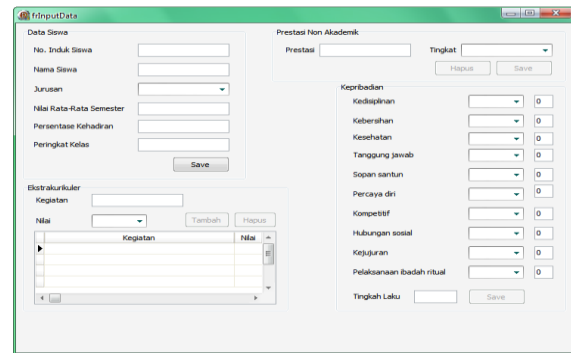 frInputData
Data Siswa
No. Induk Siswa
Nama Siswa
Jurusan
Nilai Rata-Rata Semester
Persentase Kehadiran
Peringkat Kelas
Save
Ekstrakurikuler
Kegiatan
Nilai
Tambah
Hapus
Kegiatan Nilai
Prestasi Non Akademik
Prestasi
Tingkat
Hapus
Save
Kepribadian
Kedisiplinan 0
Kebersihan 0
Kesehatan 0
Tanggung jawab 0
Sopan santun 0
Percaya diri 0
Kompetitif 0
Hubungan sosial 0
Kejujuran 0
Pelaksanaan ibadah ritual 0
Tingkah Laku
Save